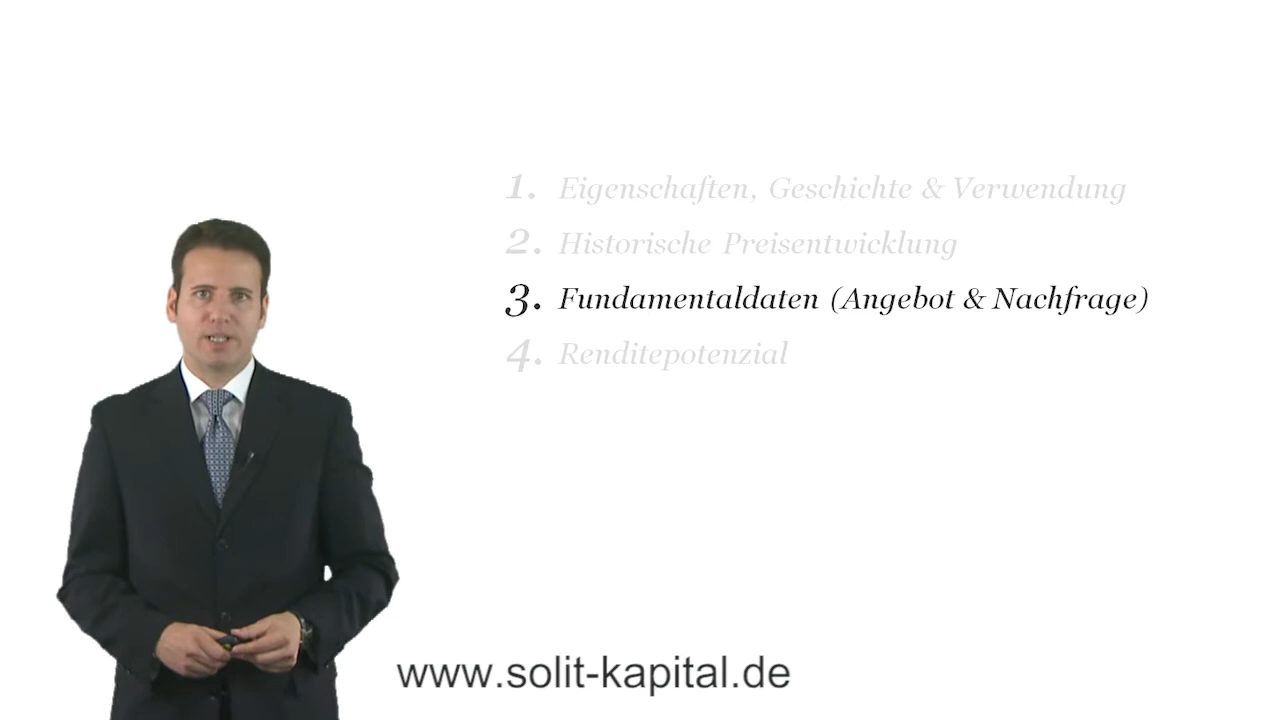 1. Eigenschaften, Geschichte & Verwendung
2. Historische Preisentwicklung
3. Fundamentaldaten (Angebot & Nachfrage)
4. Renditepotenzial
www.solit-kapital.de